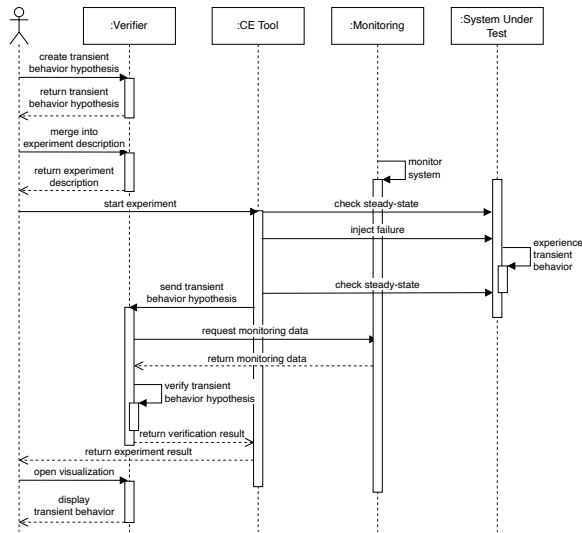 :Verifier
:CE Tool
:Monitoring
:System Under
Test
create transient
behavior hypothesis
return transient
behavior hypothesis
merge into
experiment description
return experiment
description
monitor
system
start experiment
check steady-state
inject failure
experience
transient
behavior
send transient
behavior hypothesis
check steady-state
request monitoring data
return monitoring data
verify transient
behavior hypothesis
return verification result
return experiment result
open visualization
display
transient behavior